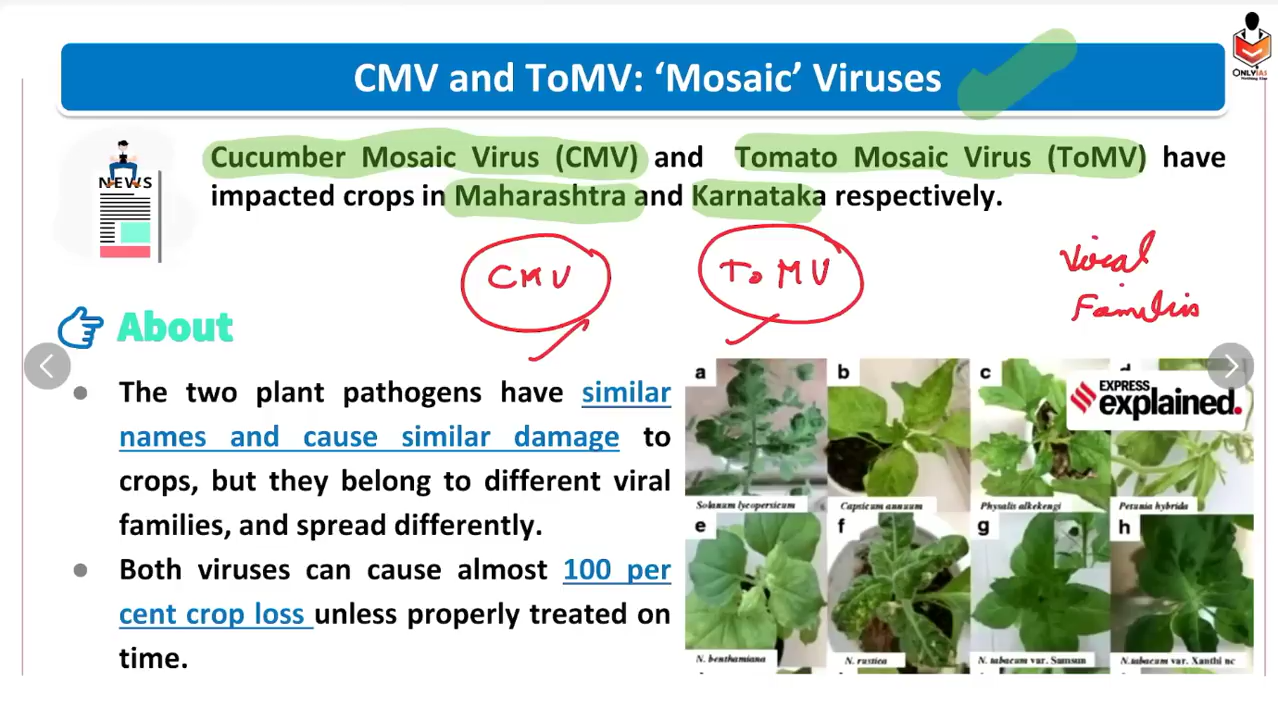 CMV and ToMV: ‘Mosaic’ Viruses
ONLYIAS
NEWS
Cucumber Mosaic Virus (CMV) and Tomato Mosaic Virus (ToMV) have
impacted crops in Maharashtra and Karnataka respectively.
CMV
ToMV
Viral
Families
About
The two plant pathogens have similar
names and cause similar damage to
crops, but they belong to different viral
families, and spread differently.
Both viruses can cause almost 100 per
cent crop loss unless properly treated on
time.
a
b
c
d
EXPRESS
explained.
Solanum lycopersicum
Capsicum annuum
Physalis alkekengi
Petunia hybrida
e
f
g
h
N. benthamiana
N. rustica
N. tabacum var. Samsun
N.tabacum var. Xanthi nc